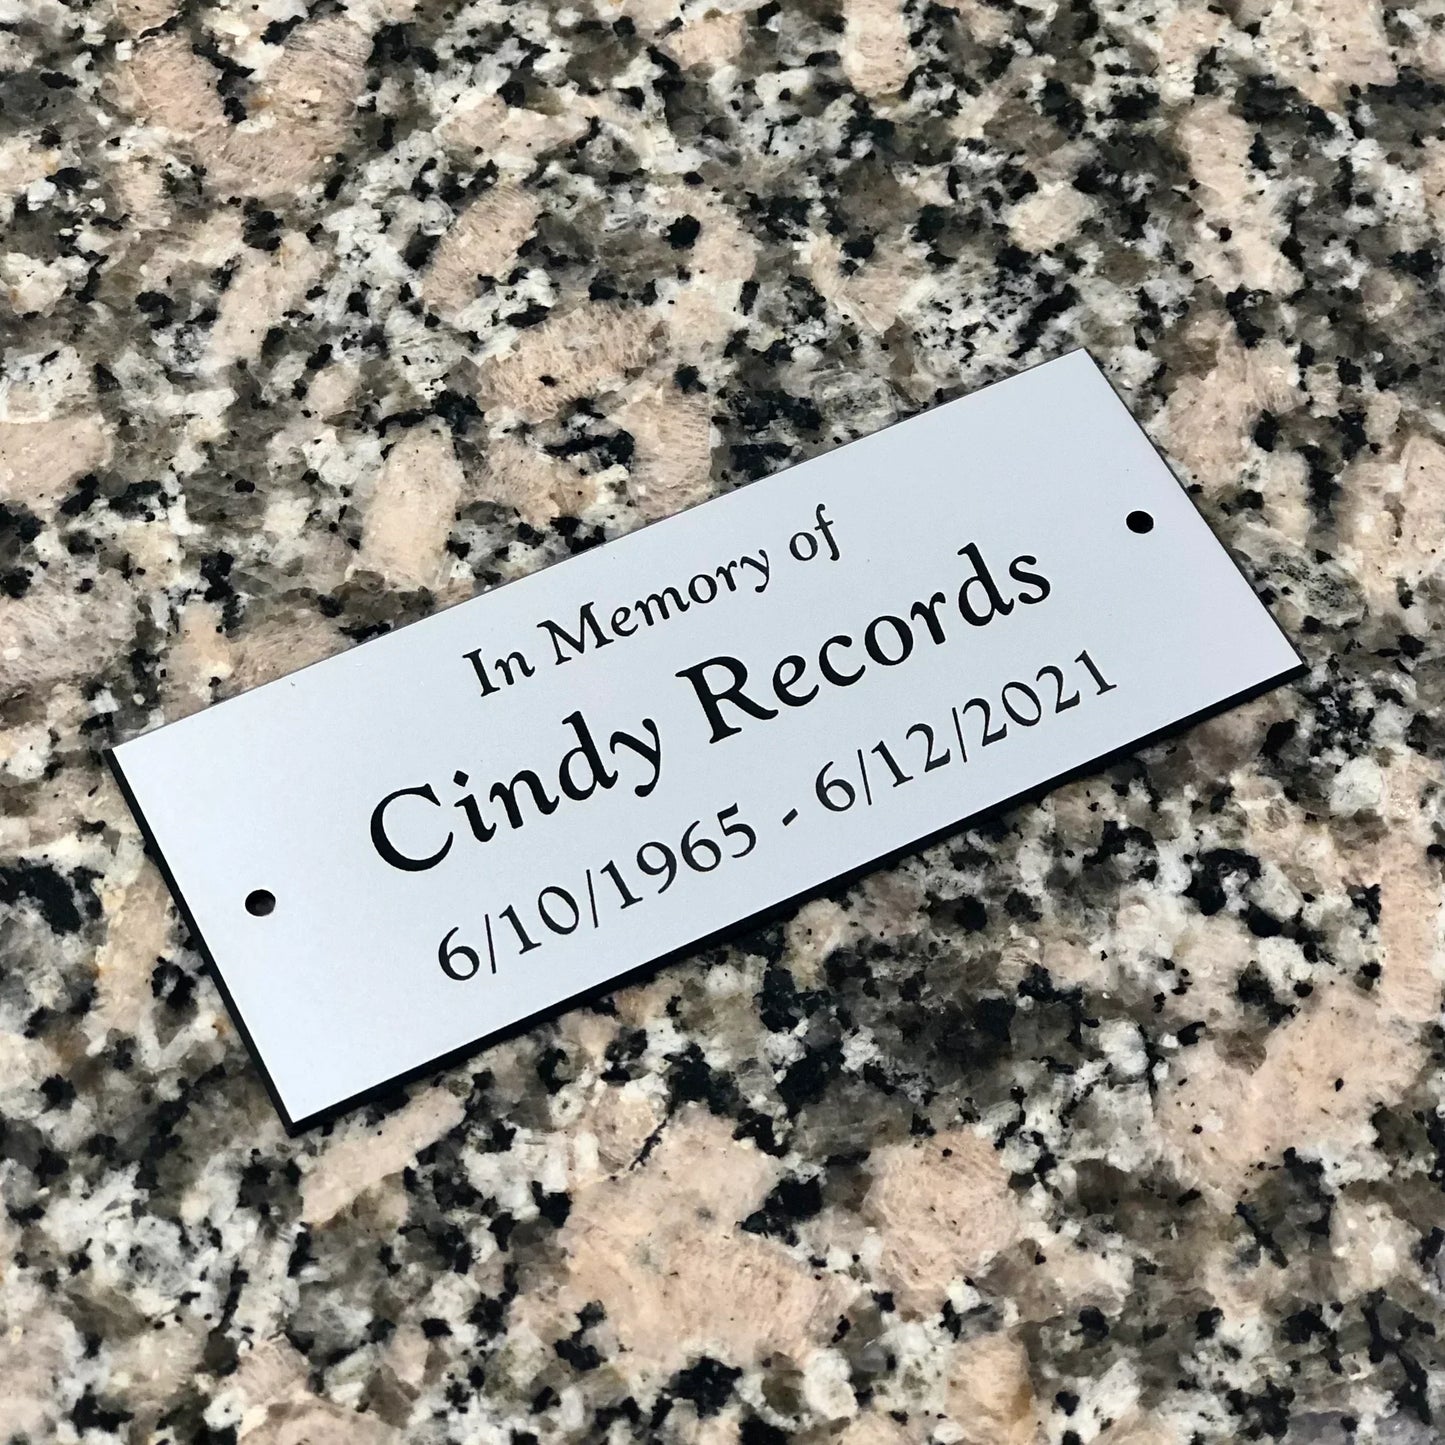 In Memory of
Cindy Records
6/10/1965 - 6/12/2021